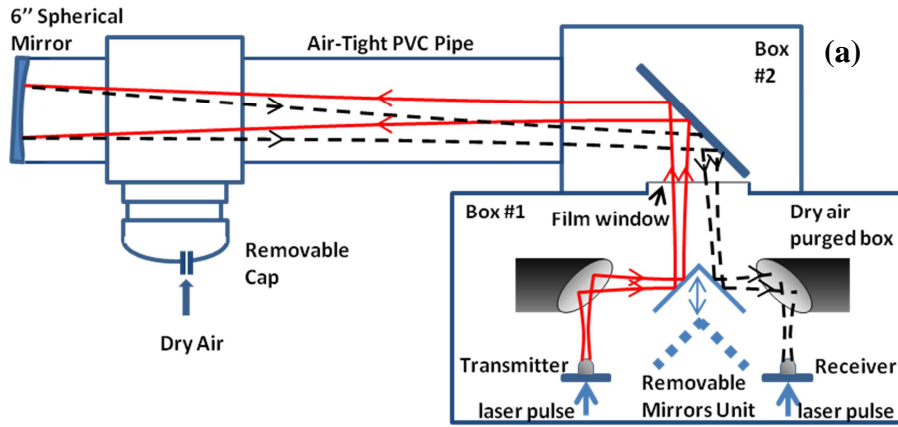 6’’ Spherical
Mirror
Air-Tight PVC Pipe
Box
#2
(a)
Box #1
Film window
Dry air
purged box
Removable
Cap
Dry Air
Transmitter
Removable
Mirrors Unit
Receiver
laser pulse
laser pulse